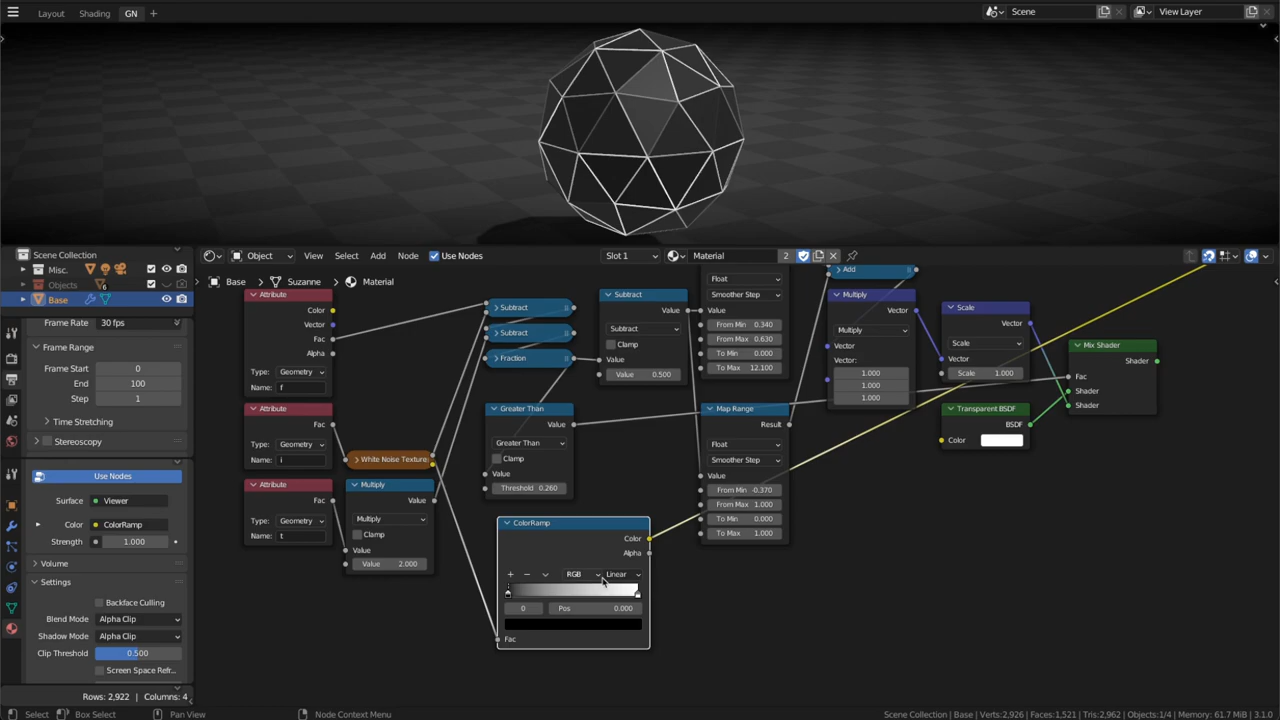 Layout Shading GN + Scene View Layer
Scene Collection
Misc.
Objects 6
Base
Object View Select Add Node Use Nodes Slot 1 Material 2
Base > Suzanne > Material
Frame Rate 30 fps
Frame Range
Frame Start 0
End 100
Step 1
Time Stretching
Stereoscopy
Use Nodes
Surface Viewer
Color ColorRamp
Strength 1.000
Volume
Settings
Backface Culling
Blend Mode Alpha Clip
Shadow Mode Alpha Clip
Clip Threshold 0.500
Screen Space Refr...
Rows: 2,922 | Columns: 4
Attribute
Color
Vector
Fac
Alpha
Type: Geometry
Name: f
Attribute
Fac
Type: Geometry
Name: i
Attribute
Fac
Type: Geometry
Name: t
White Noise Texture
Multiply
Value
Multiply
Clamp
Value
Value 2.000
Subtract
Subtract
Fraction
Greater Than
Value
Greater Than
Clamp
Value
Threshold 0.260
ColorRamp
Color
Alpha
+ − RGB Linear
0 Pos 0.000
Fac
Subtract
Value
Subtract
Clamp
Value
Value 0.500
Float
Smoother Step
Value
From Min 0.340
From Max 0.630
To Min 0.000
To Max 12.100
Map Range
Result
Float
Smoother Step
Value
From Min -0.370
From Max 1.000
To Min 0.000
To Max 1.000
Add
Multiply
Vector
Multiply
Vector
Vector:
1.000
1.000
1.000
Scale
Vector
Scale
Vector
Scale 1.000
Transparent BSDF
BSDF
Color
Mix Shader
Shader
Fac
Shader
Shader
Select Box Select Pan View Node Context Menu Scene Collection | Base | Verts:2,926 | Faces:1,521 | Tris:2,962 | Objects:1/4 | Memory: 61.7 MiB | 3.1.0